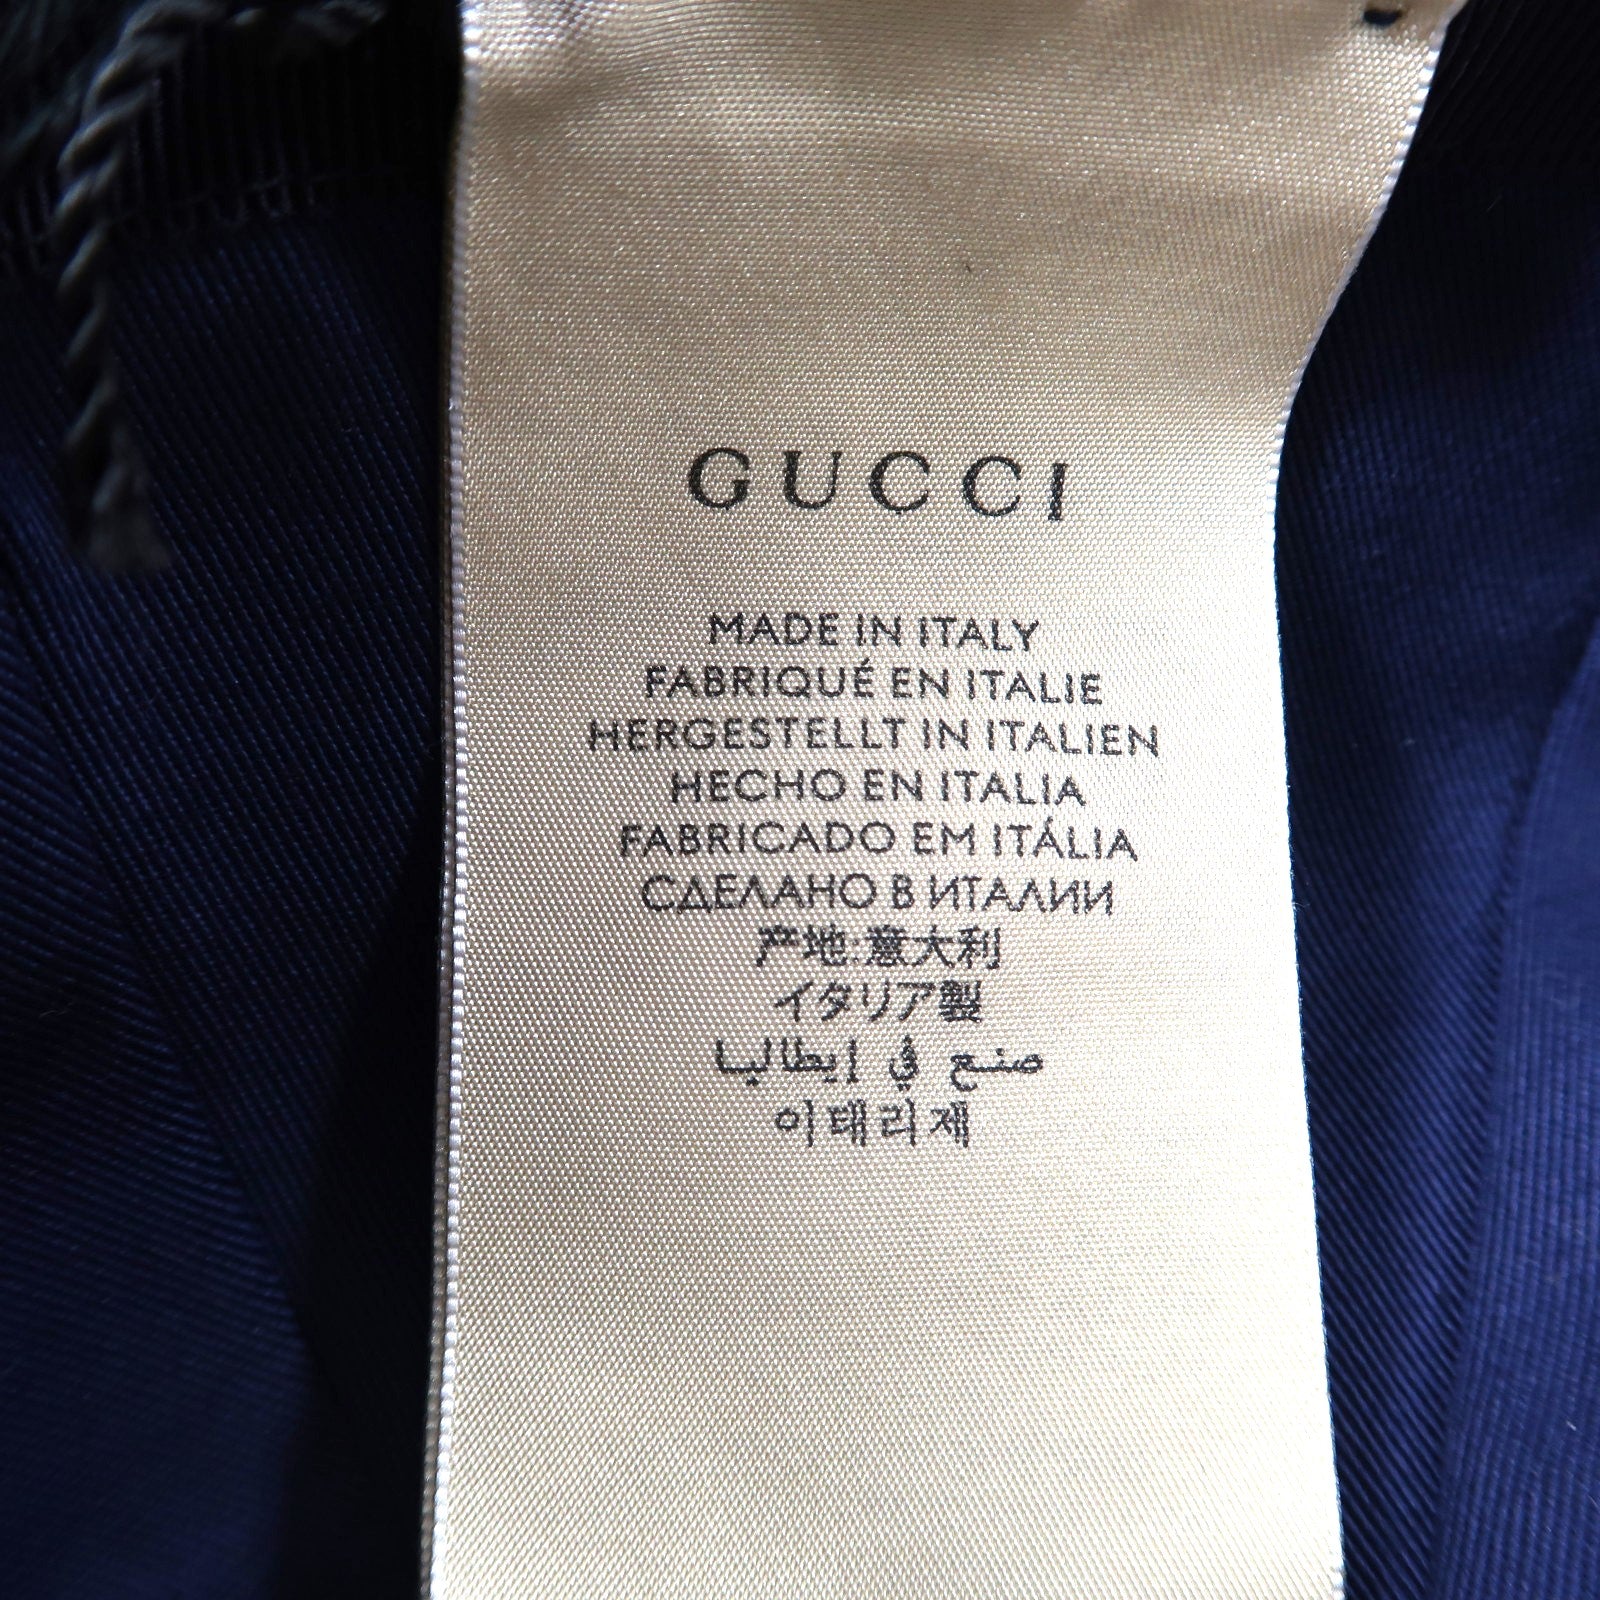 GUCCI
MADE IN ITALY
FABRIQUÉ EN ITALIE
HERGESTELLT IN ITALIEN
HECHO EN ITALIA
FABRICADO EM ITÁLIA
СДЕЛАНО В ИТАЛИИ
产地:意大利
イタリア製
صنع في إيطاليا
이태리제